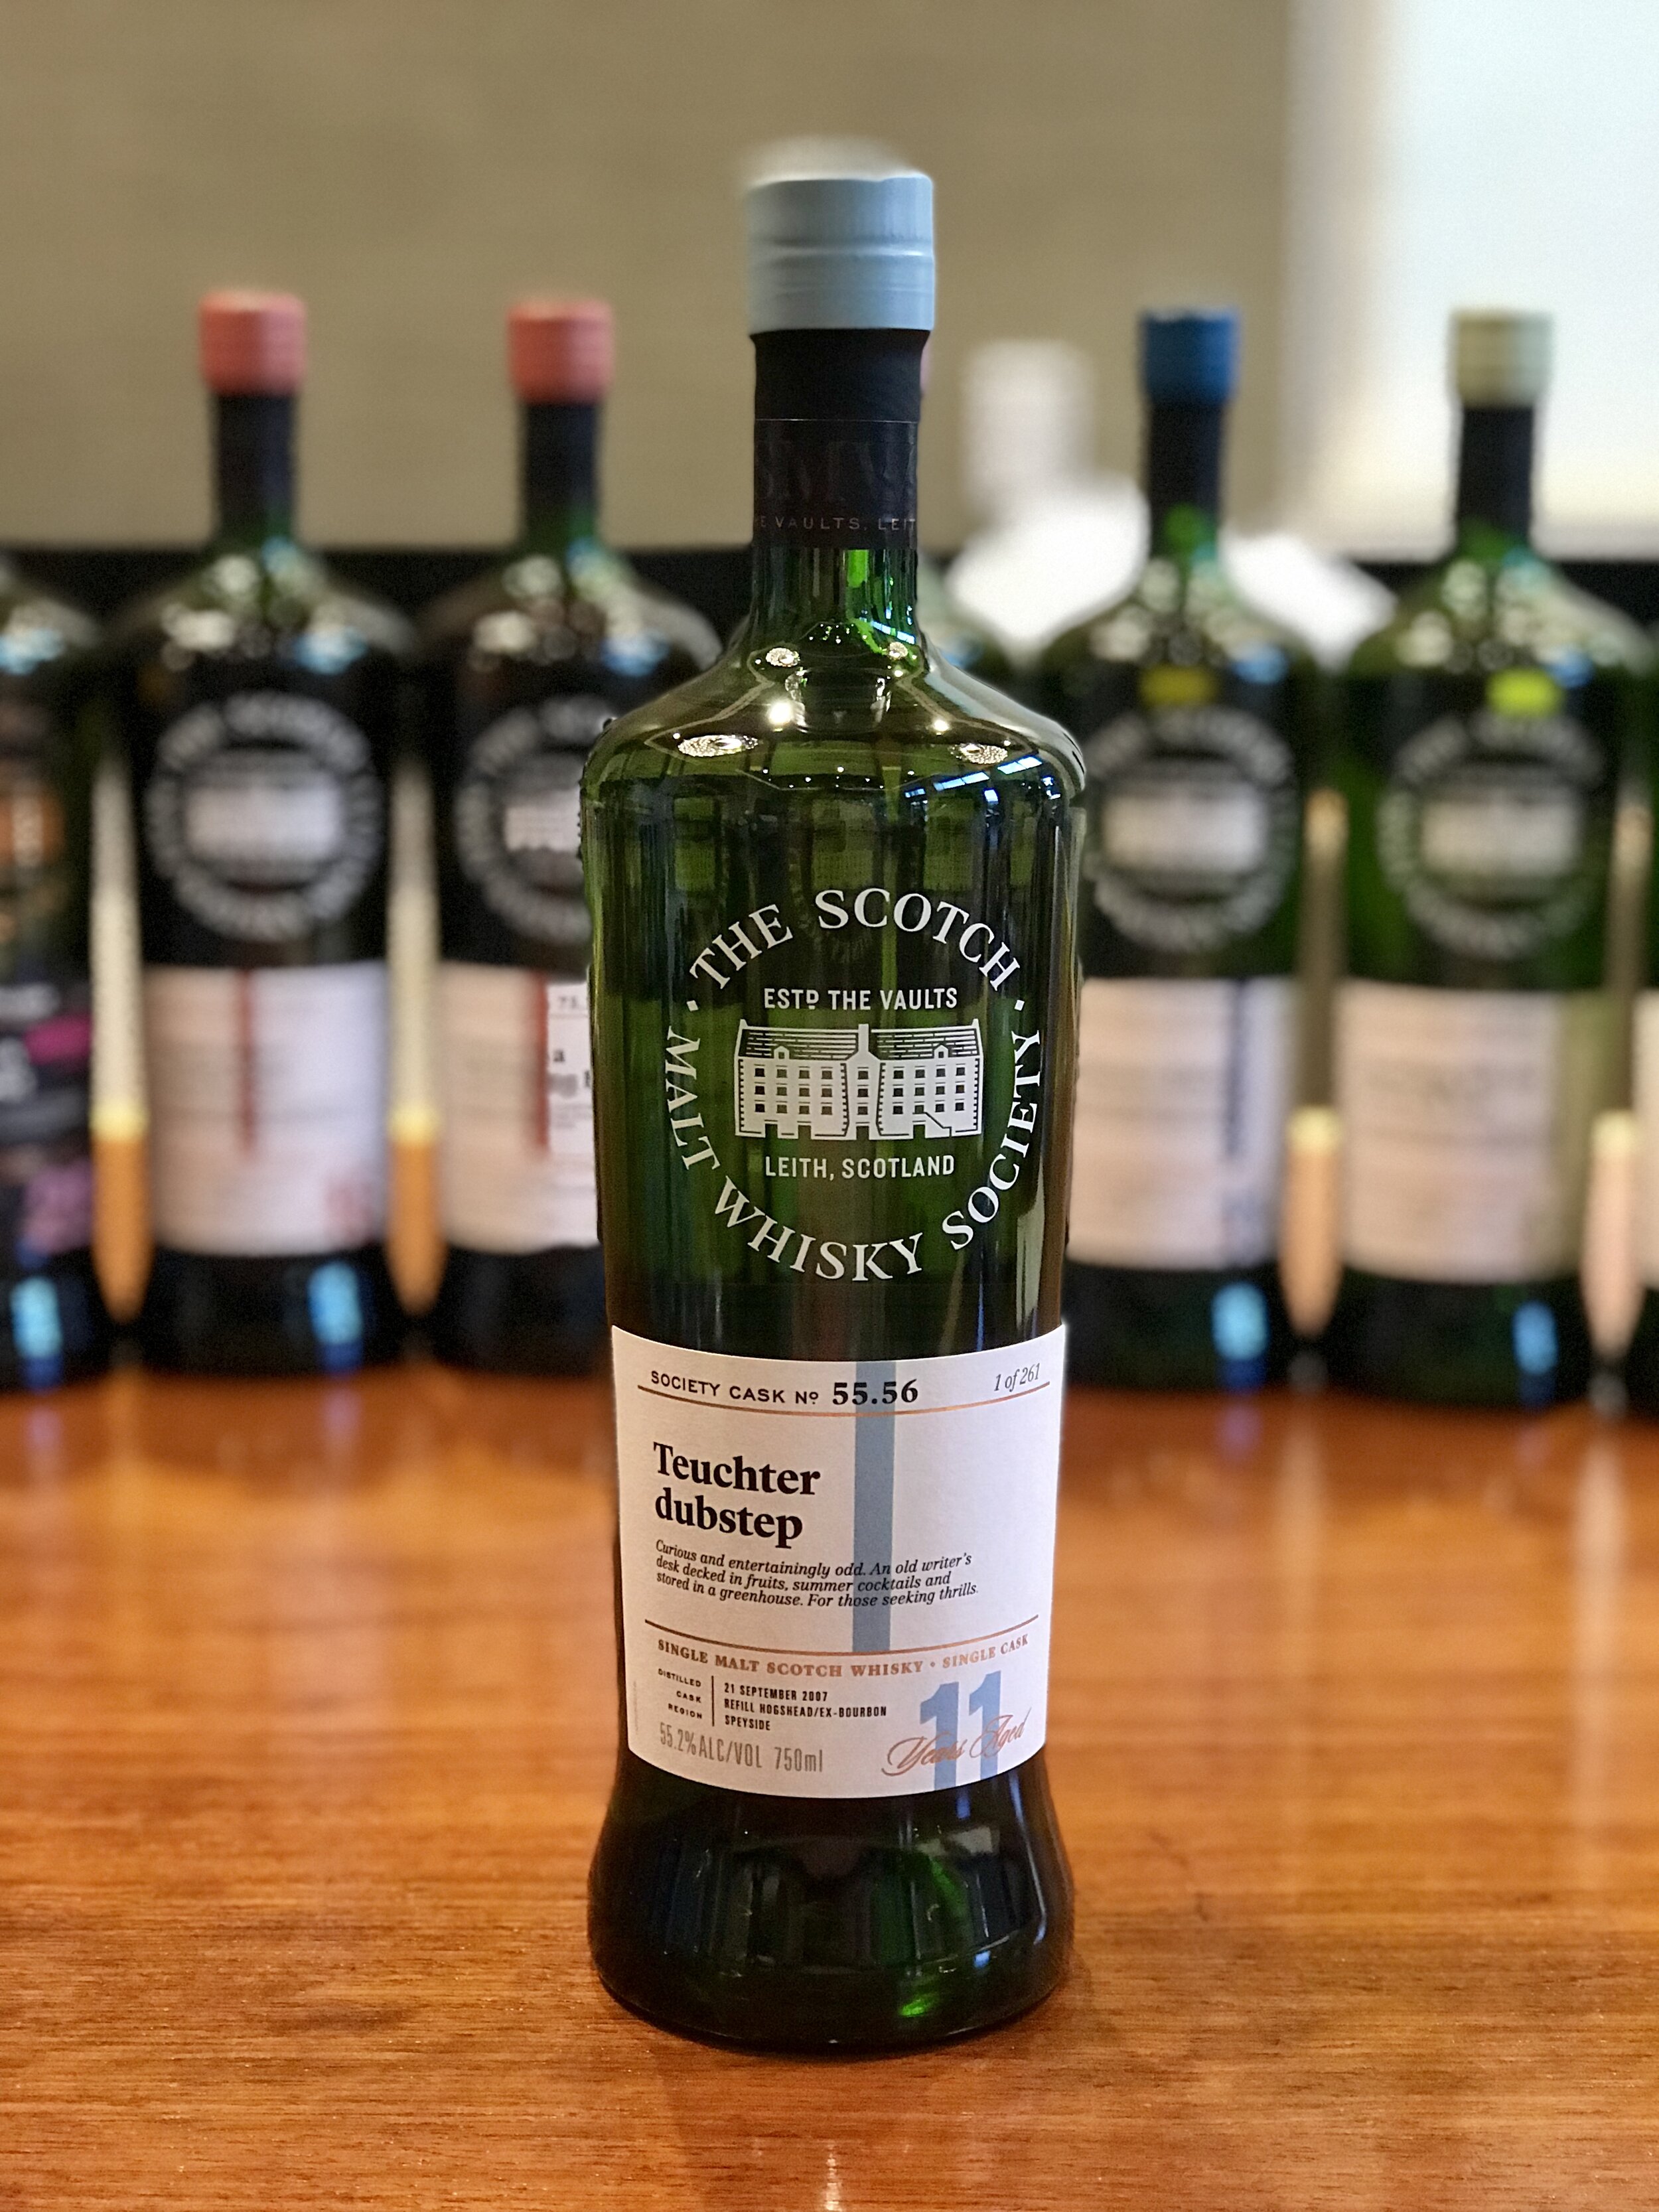 SMWS
E VAULTS, LEIT
THE SCOTCH
MALT WHISKY SOCIETY
ESTD THE VAULTS
LEITH, SCOTLAND
SOCIETY CASK Nº 55.56
1 of 261
Teuchter
dubstep
Curious and entertainingly odd. An old writer's
desk decked in fruits, summer cocktails and
stored in a greenhouse. For those seeking thrills.
SINGLE MALT SCOTCH WHISKY • SINGLE CASK
DISTILLED 21 SEPTEMBER 2007
CASK REFILL HOGSHEAD/EX-BOURBON
REGION SPEYSIDE
55.2%ALC/VOL 750ml
11
Years Aged